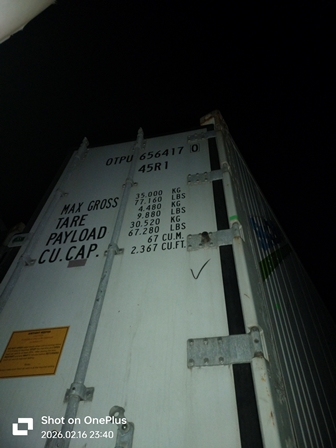 OTPU 656417 0
45R1
MAX GROSS 35.000 KG
77.160 LBS
TARE 4.480 KG
9.880 LBS
PAYLOAD 30.520 KG
67.280 LBS
CU.CAP. 67 CU.M.
2.367 CU.FT.
Shot on OnePlus
2026.02.16 23:40